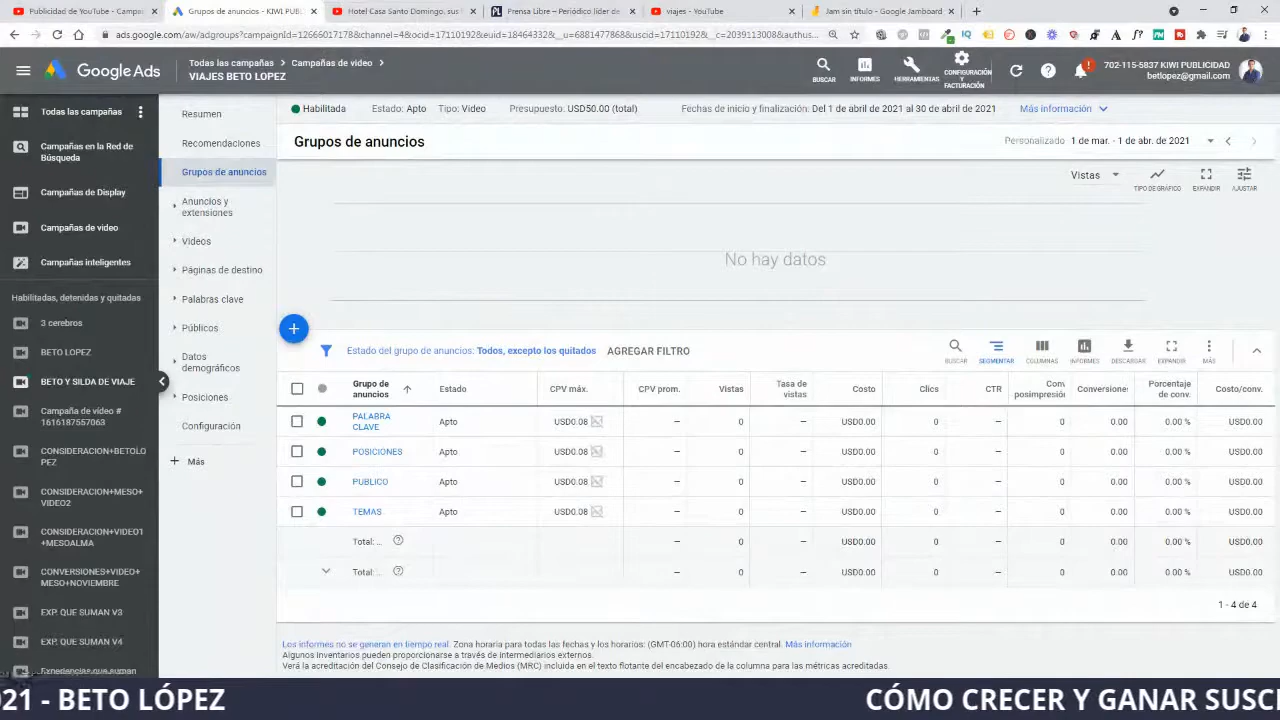 Publicidad de YouTube - Campa
Grupos de anuncios - KIWI PUBL
Hotel Casa Santo Domingo, sus
Prensa Libre – Periódico líder de
viajes - YouTube
Jam sin título - Google Jamboard
ads.google.com/aw/adgroups?campaignId=12666017178&channel=4&ocid=171101928&euid=184643328&__u=6881477868&uscid=171101928&__c=2039113008&authus...
Google Ads
Todas las campañas > Campañas de video >
VIAJES BETO LOPEZ
BUSCAR
INFORMES
HERRAMIENTAS
CONFIGURACIÓN Y FACTURACIÓN
702-115-5837 KIWI PUBLICIDAD
betlopez@gmail.com
Todas las campañas
Campañas en la Red de Búsqueda
Campañas de Display
Campañas de video
Campañas inteligentes
Habilitadas, detenidas y quitadas
3 cerebros
BETO LOPEZ
BETO Y SILDA DE VIAJE
Campaña de vídeo #
1616187557063
CONSIDERACION+BETOLO
PEZ
CONSIDERACION+MESO+
VIDEO2
CONSIDERACION+VIDEO1
+MESOALMA
CONVERSIONES+VIDEO+
MESO+NOVIEMBRE
EXP. QUE SUMAN V3
EXP. QUE SUMAN V4
Experiencias que suman
Resumen
Recomendaciones
Grupos de anuncios
Anuncios y
extensiones
Videos
Páginas de destino
Palabras clave
Públicos
Datos
demográficos
Posiciones
Configuración
+ Más
Habilitada Estado: Apto Tipo: Video Presupuesto: USD50.00 (total) Fechas de inicio y finalización: Del 1 de abril de 2021 al 30 de abril de 2021 Más información
Grupos de anuncios
Personalizado 1 de mar. - 1 de abr. de 2021
Vistas
TIPO DE GRÁFICO
EXPANDIR
AJUSTAR
No hay datos
Estado del grupo de anuncios: Todos, excepto los quitados AGREGAR FILTRO
BUSCAR SEGMENTAR COLUMNAS INFORMES DESCARGAR EXPANDIR MÁS
Grupo de anuncios Estado CPV máx. CPV prom. Vistas Tasa de vistas Costo Clics CTR Conv posimpresió Conversiones Porcentaje de conv. Costo/conv.
PALABRA CLAVE Apto USD0.08 – 0 – USD0.00 0 – 0 0.00 0.00 % USD0.00
POSICIONES Apto USD0.08 – 0 – USD0.00 0 – 0 0.00 0.00 % USD0.00
PUBLICO Apto USD0.08 – 0 – USD0.00 0 – 0 0.00 0.00 % USD0.00
TEMAS Apto USD0.08 – 0 – USD0.00 0 – 0 0.00 0.00 % USD0.00
Total: ... – 0 – USD0.00 0 – 0 0.00 0.00 % USD0.00
Total: ... – 0 – USD0.00 0 – 0 0.00 0.00 % USD0.00
1 - 4 de 4
Los informes no se generan en tiempo real. Zona horaria para todas las fechas y los horarios: (GMT-06:00) hora estándar central. Más información
Algunos inventarios pueden proporcionarse a través de intermediarios externos.
Verá la acreditación del Consejo de Clasificación de Medios (MRC) incluida en el texto flotante del encabezado de la columna para las métricas acreditadas.
021 - BETO LÓPEZ
CÓMO CRECER Y GANAR SUSC